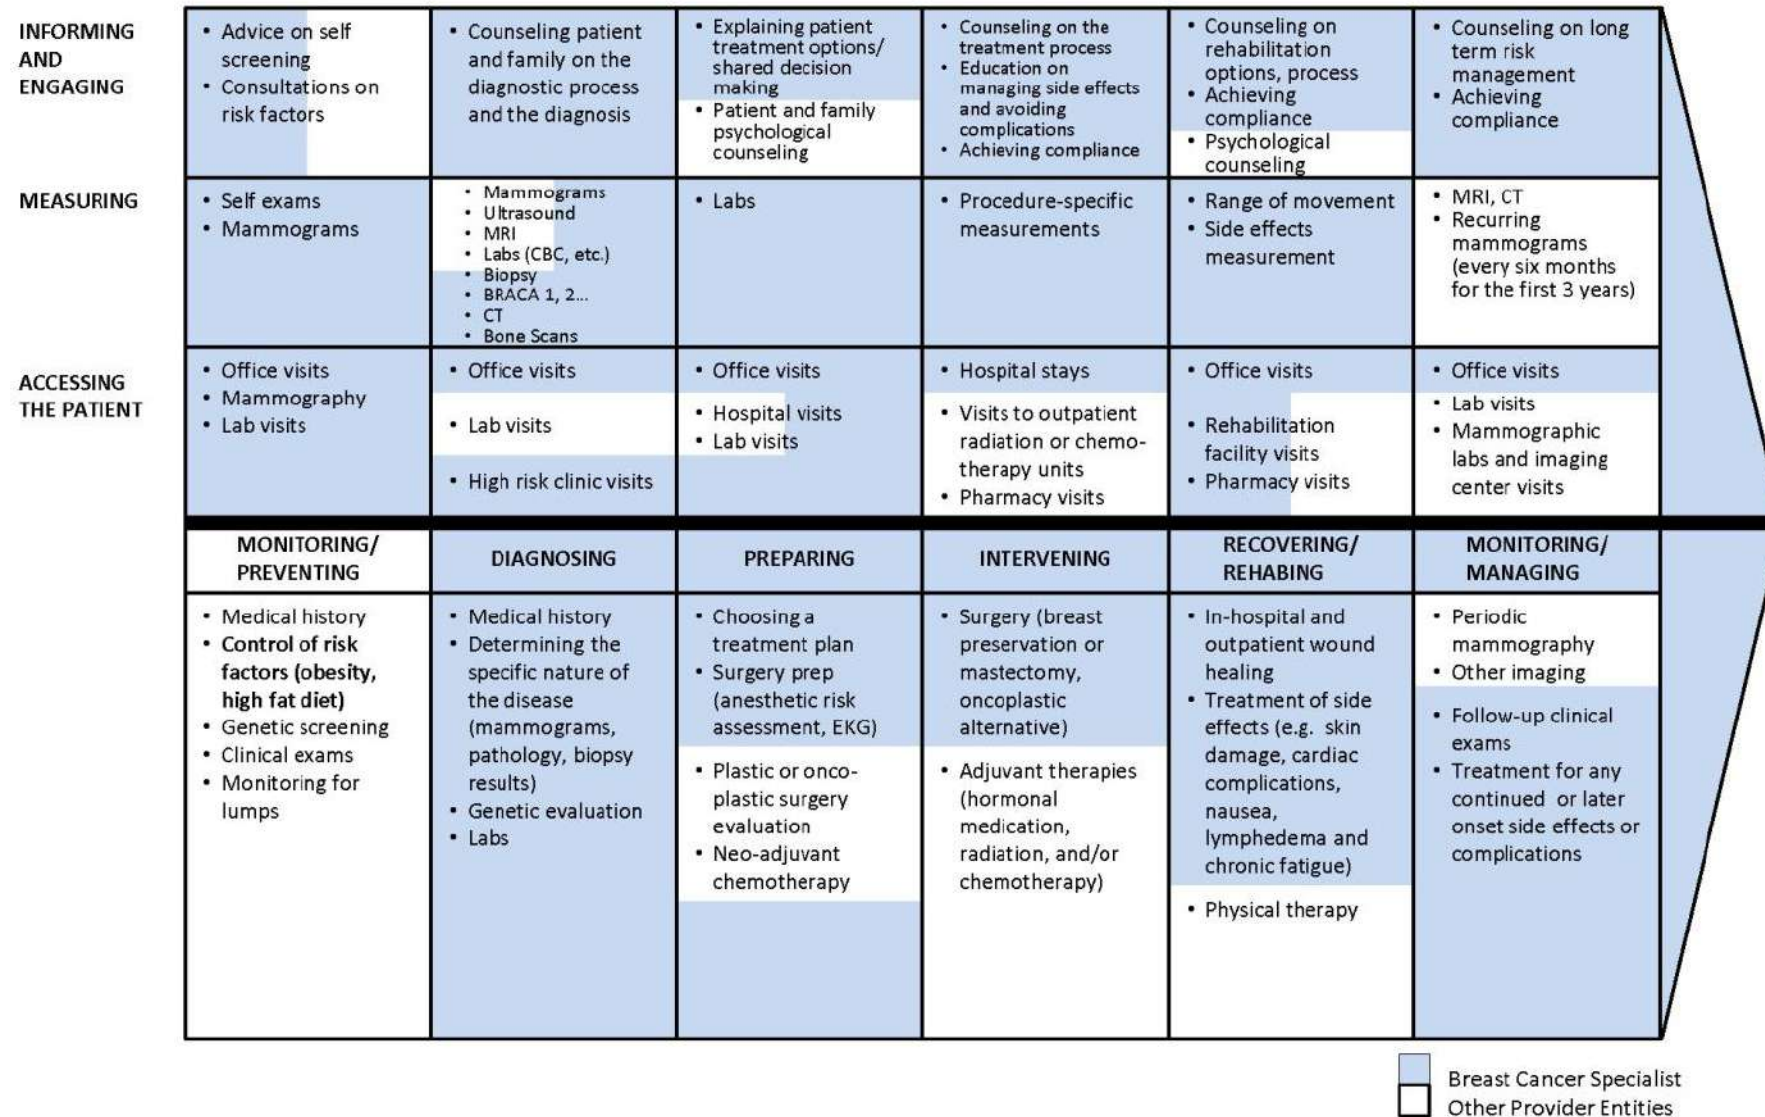 INFORMING
AND
ENGAGING
• Advice on self
screening
• Consultations on
risk factors
• Counseling patient
and family on the
diagnostic process
and the diagnosis
• Explaining patient
treatment options/
shared decision
making
• Patient and family
psychological
counseling
• Counseling on the
treatment process
• Education on
managing side effects
and avoiding
complications
• Achieving compliance
• Counseling on
rehabilitation
options, process
• Achieving
compliance
• Psychological
counseling
• Counseling on long
term risk
management
• Achieving
compliance
MEASURING
• Self exams
• Mammograms
• Mammograms
• Ultrasound
• MRI
• Labs (CBC, etc.)
• Biopsy
• BRACA 1, 2...
• CT
• Bone Scans
• Labs
• Procedure-specific
measurements
• Range of movement
• Side effects
measurement
• MRI, CT
• Recurring
mammograms
(every six months
for the first 3 years)
ACCESSING
THE PATIENT
• Office visits
• Mammography
• Lab visits
• Office visits
• Lab visits
• High risk clinic visits
• Office visits
• Hospital visits
• Lab visits
• Hospital stays
• Visits to outpatient
radiation or chemo-
therapy units
• Pharmacy visits
• Office visits
• Rehabilitation
facility visits
• Pharmacy visits
• Office visits
• Lab visits
• Mammographic
labs and imaging
center visits
MONITORING/
PREVENTING
DIAGNOSING
PREPARING
INTERVENING
RECOVERING/
REHABING
MONITORING/
MANAGING
• Medical history
• Control of risk
factors (obesity,
high fat diet)
• Genetic screening
• Clinical exams
• Monitoring for
lumps
• Medical history
• Determining the
specific nature of
the disease
(mammograms,
pathology, biopsy
results)
• Genetic evaluation
• Labs
• Choosing a
treatment plan
• Surgery prep
(anesthetic risk
assessment, EKG)
• Plastic or onco-
plastic surgery
evaluation
• Neo-adjuvant
chemotherapy
• Surgery (breast
preservation or
mastectomy,
oncoplastic
alternative)
• Adjuvant therapies
(hormonal
medication,
radiation, and/or
chemotherapy)
• In-hospital and
outpatient wound
healing
• Treatment of side
effects (e.g. skin
damage, cardiac
complications,
nausea,
lymphedema and
chronic fatigue)
• Physical therapy
• Periodic
mammography
• Other imaging
• Follow-up clinical
exams
• Treatment for any
continued or later
onset side effects or
complications
Breast Cancer Specialist
Other Provider Entities